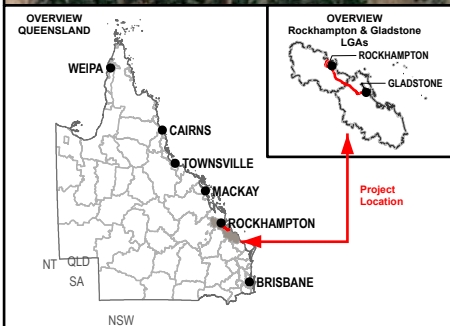 OVERVIEW
QUEENSLAND
WEIPA
CAIRNS
TOWNSVILLE
MACKAY
ROCKHAMPTON
BRISBANE
NT
QLD
SA
NSW
OVERVIEW
Rockhampton & Gladstone
LGAs
ROCKHAMPTON
GLADSTONE
Project
Location